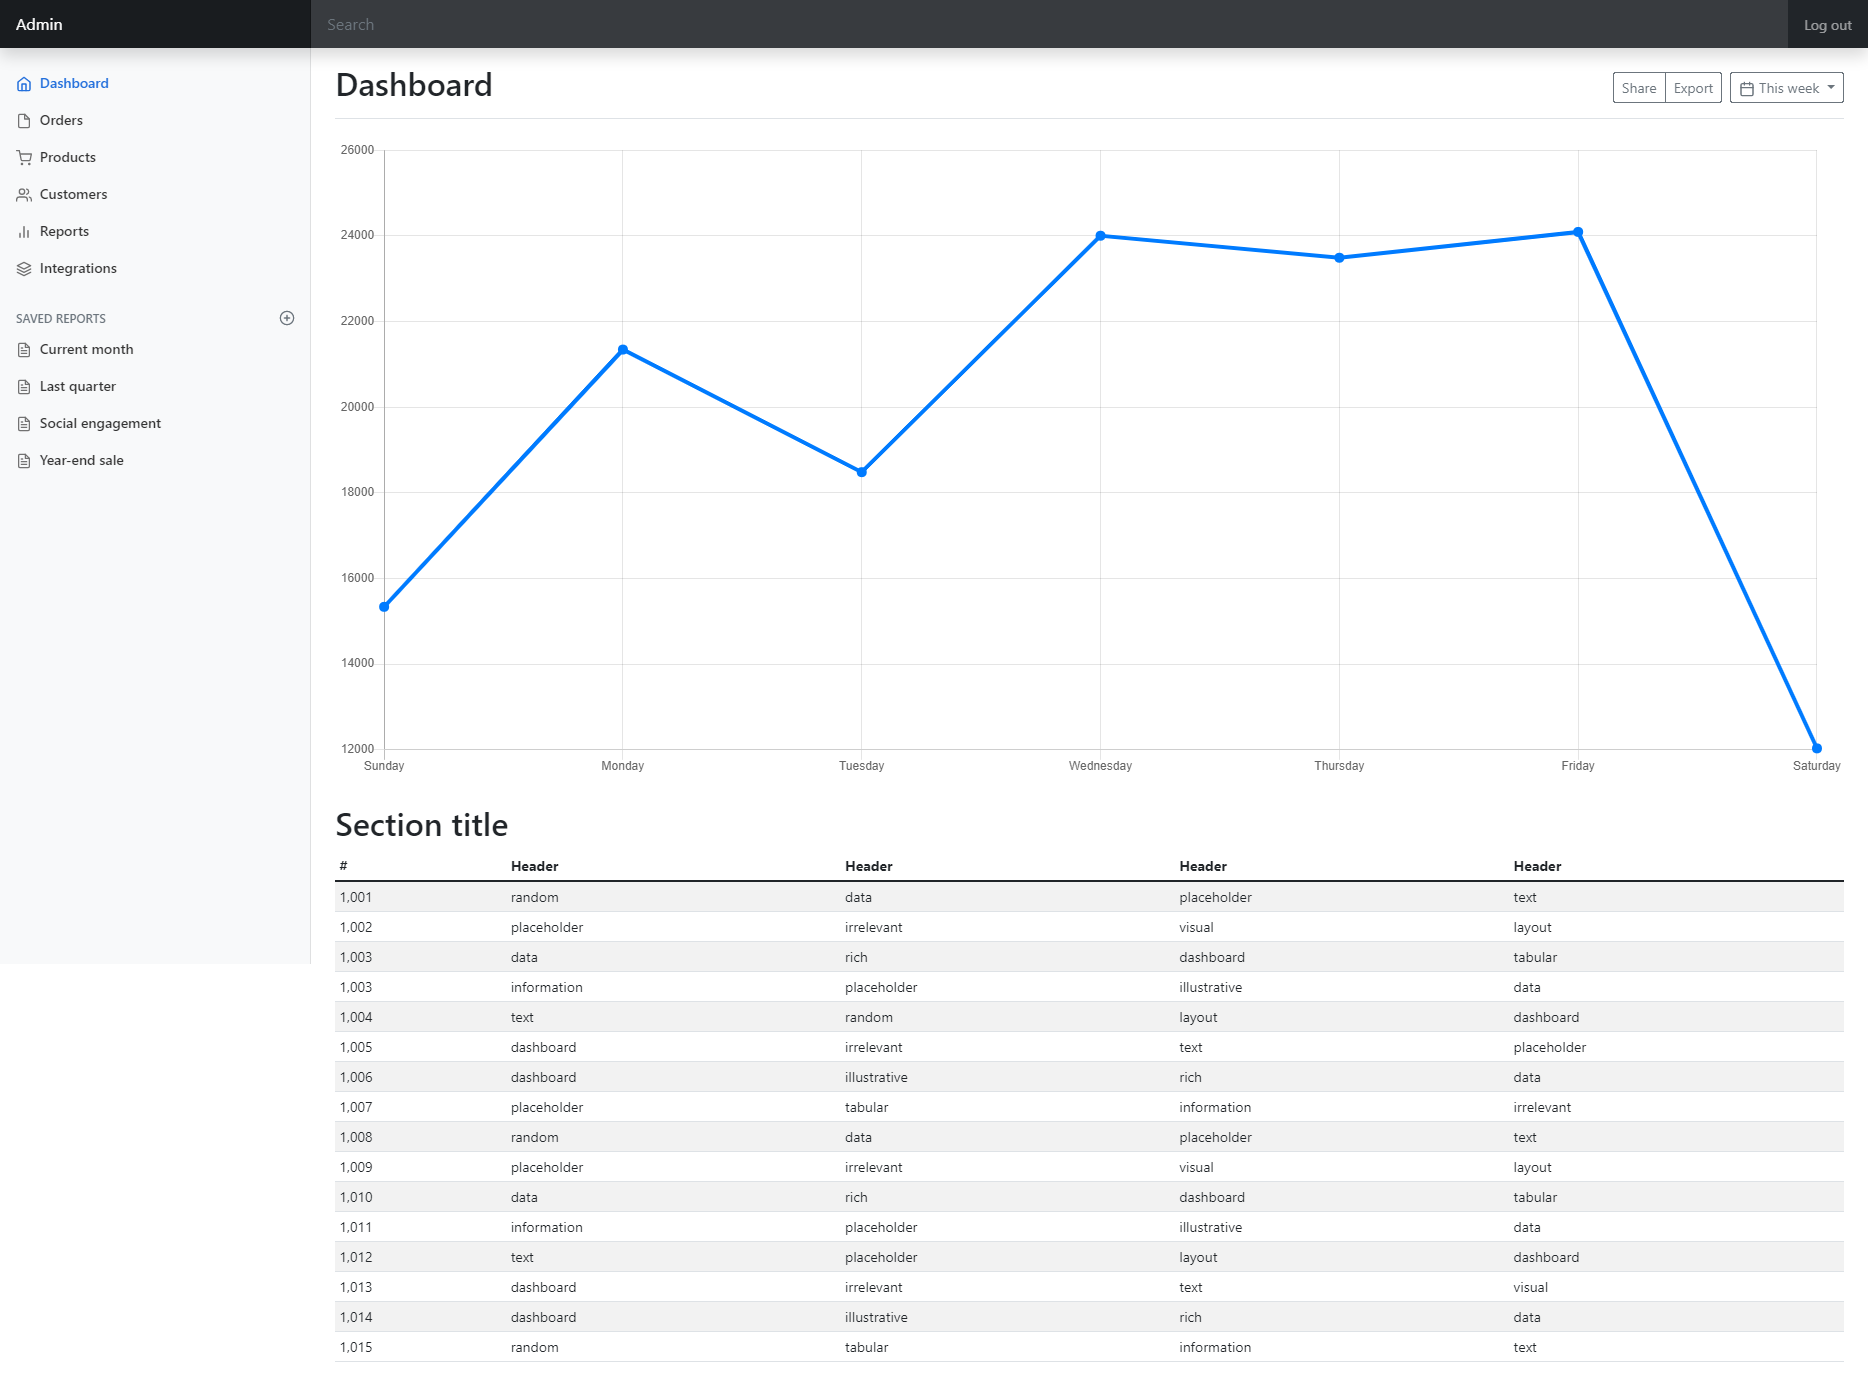 Admin
Search
Log out
Dashboard
Orders
Products
Customers
Reports
Integrations
SAVED REPORTS
Current month
Last quarter
Social engagement
Year-end sale
Dashboard
Share Export This week
26000
24000
22000
20000
18000
16000
14000
12000
Sunday Monday Tuesday Wednesday Thursday Friday Saturday
Section title
# Header Header Header Header
1,001 random data placeholder text
1,002 placeholder irrelevant visual layout
1,003 data rich dashboard tabular
1,003 information placeholder illustrative data
1,004 text random layout dashboard
1,005 dashboard irrelevant text placeholder
1,006 dashboard illustrative rich data
1,007 placeholder tabular information irrelevant
1,008 random data placeholder text
1,009 placeholder irrelevant visual layout
1,010 data rich dashboard tabular
1,011 information placeholder illustrative data
1,012 text placeholder layout dashboard
1,013 dashboard irrelevant text visual
1,014 dashboard illustrative rich data
1,015 random tabular information text